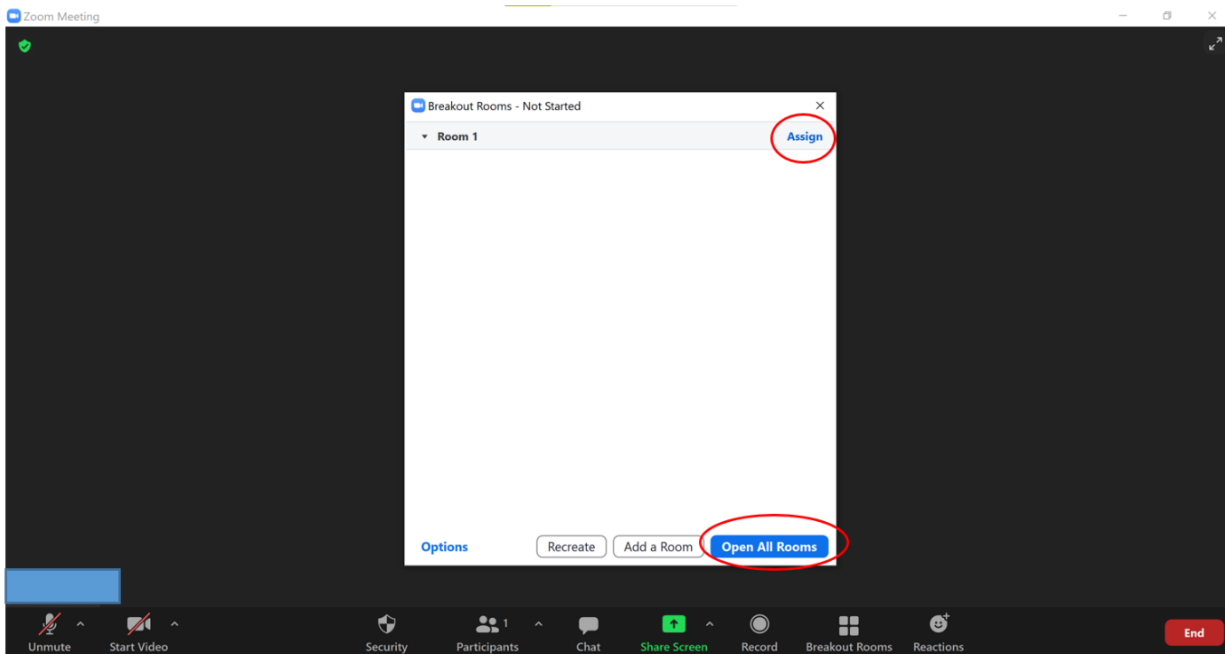 Zoom Meeting
Breakout Rooms - Not Started
Room 1 Assign
Options Recreate Add a Room Open All Rooms
1
Unmute Start Video Security Participants Chat Share Screen Record Breakout Rooms Reactions End